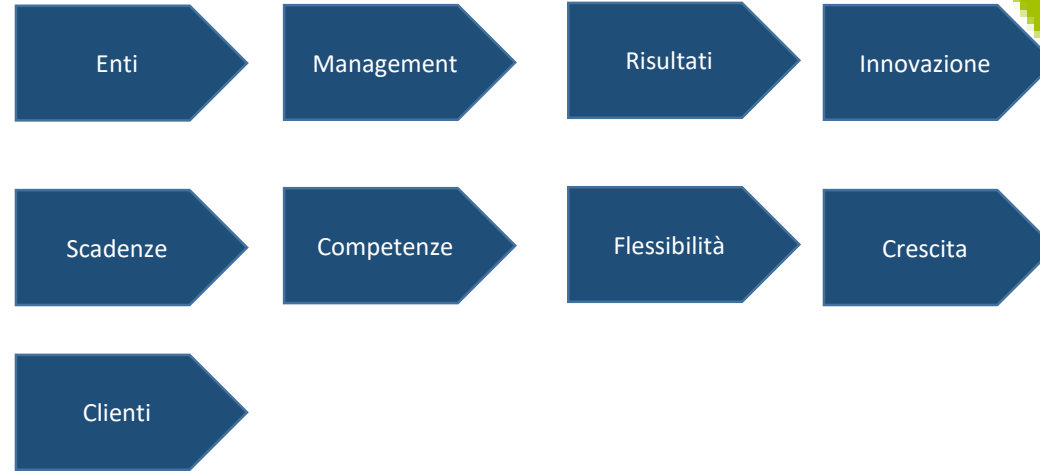 Enti
Management
Risultati
Innovazione
Scadenze
Competenze
Flessibilità
Crescita
Clienti